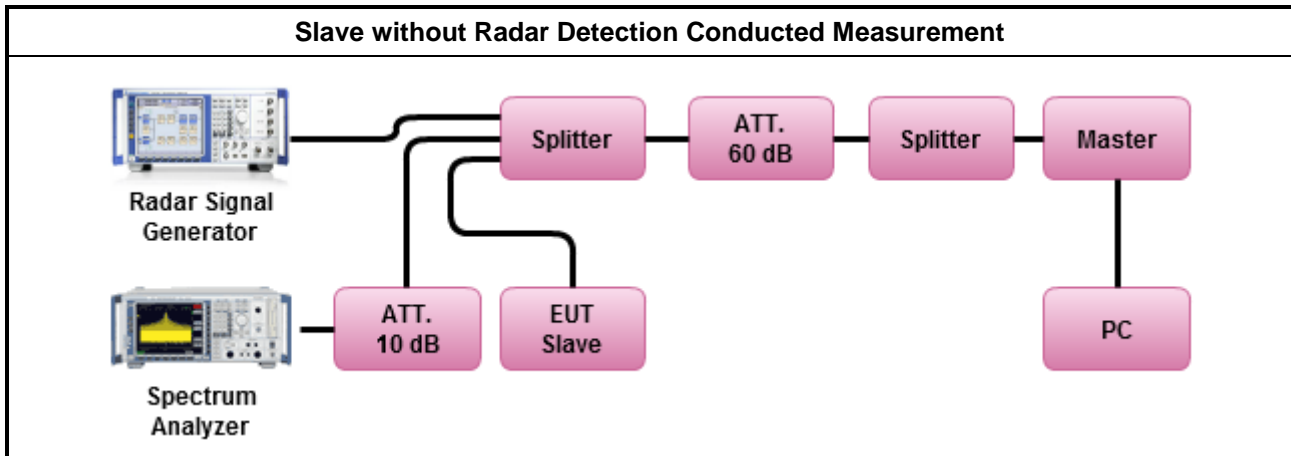 Slave without Radar Detection Conducted Measurement
Radar Signal
Generator
Splitter
ATT.
60 dB
Splitter
Master
Spectrum
Analyzer
ATT.
10 dB
EUT
Slave
PC